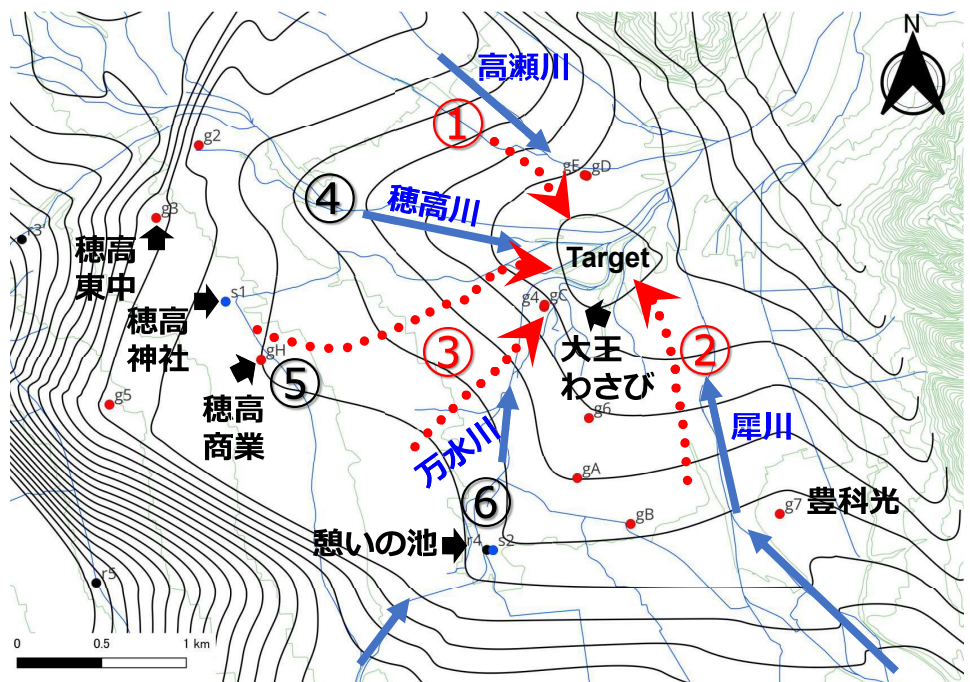 N
高瀬川
①
g2
gE
gD
④
穂高川
g3
r3
穂高
東中
Target
s1
穂高
神社
g4
gC
③
②
大王
わさび
gH
⑤
g5
穂高
商業
g6
犀川
万水川
gA
⑥
g7
豊科光
gB
憩いの池
r4
s2
r5
0
0.5
1 km